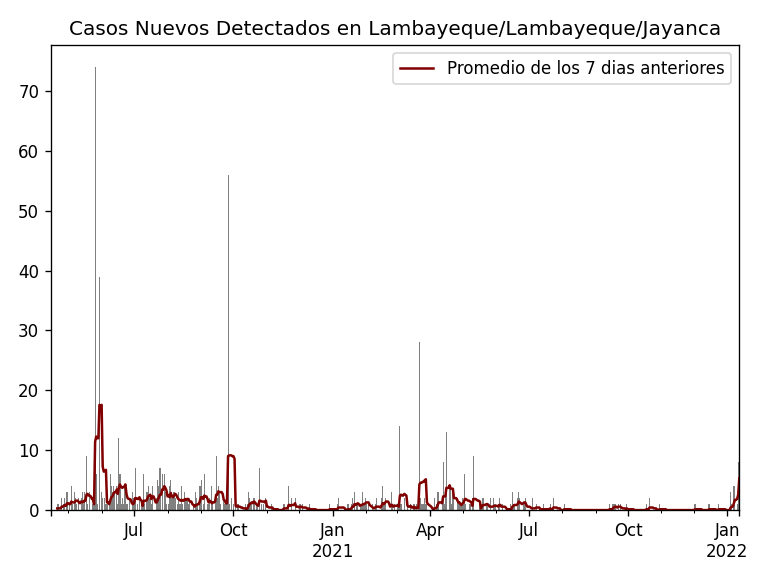 Casos Nuevos Detectados en Lambayeque/Lambayeque/Jayanca
Promedio de los 7 dias anteriores
70
60
50
40
30
20
10
0
Jul
Oct
Jan
2021
Apr
Jul
Oct
Jan
2022